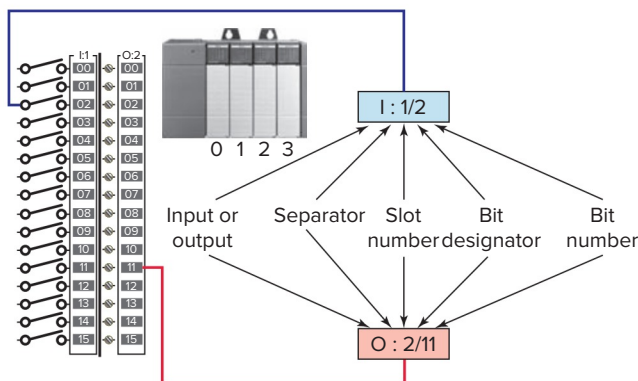 I:1
O:2
00 00
01 01
02 02
03 03
04 04
05 05
06 06
07 07
08 08
09 09
10 10
11 11
12 12
13 13
14 14
15 15
0 1 2 3
I : 1/2
Input or output
Separator
Slot number
Bit designator
Bit number
O : 2/11